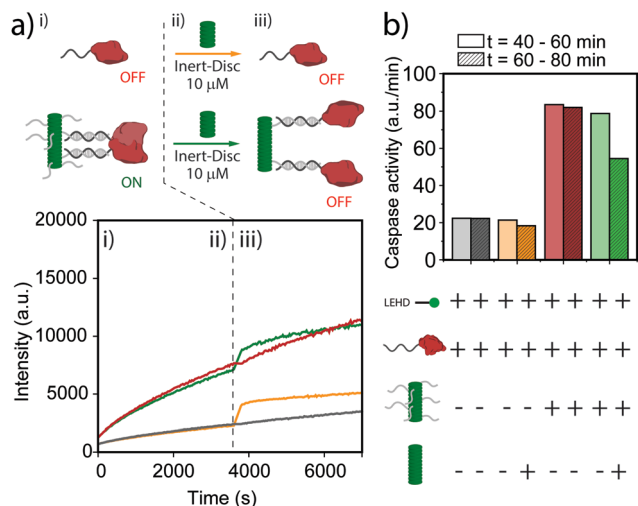 a)
i)
ii)
iii)
OFF
Inert-Disc
10 μM
OFF
ON
Inert-Disc
10 μM
OFF
20000
15000
10000
5000
0
i)
ii)
iii)
Intensity (a.u.)
0
2000
4000
6000
Time (s)
b)
t = 40 - 60 min
t = 60 - 80 min
100
80
60
40
20
0
Caspase activity (a.u./min)
LEHD + + + + + + + +
+ + + + + + + +
- - - - + + + +
- - - + - - - +